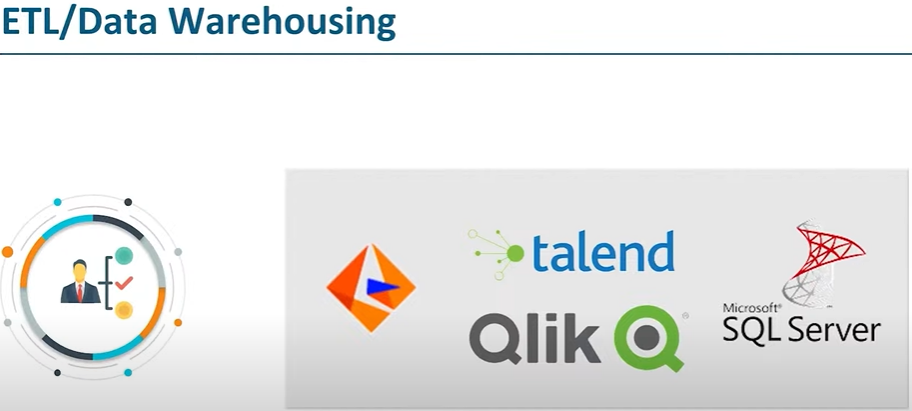 ETL/Data Warehousing
talend
Qlik Q®
Microsoft®
SQL Server